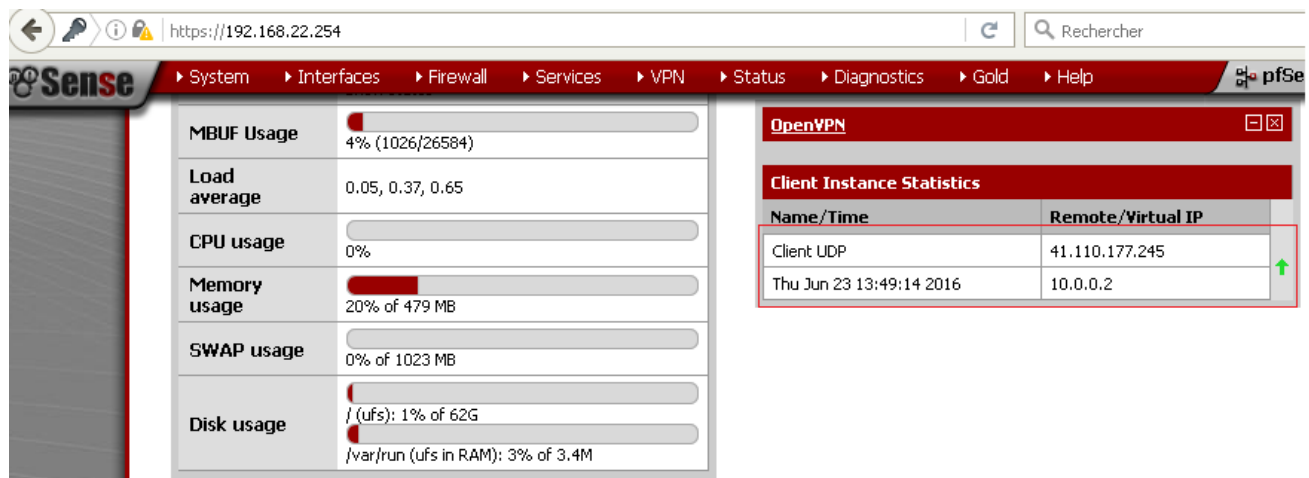 https://192.168.22.254
Rechercher
Sense
System Interfaces Firewall Services VPN Status Diagnostics Gold Help pfSe
MBUF Usage
4% (1026/26584)
Load
average
0.05, 0.37, 0.65
CPU usage
0%
Memory
usage
20% of 479 MB
SWAP usage
0% of 1023 MB
Disk usage
/ (ufs): 1% of 62G
/var/run (ufs in RAM): 3% of 3.4M
OpenVPN
Client Instance Statistics
Name/Time Remote/Virtual IP
Client UDP 41.110.177.245
Thu Jun 23 13:49:14 2016 10.0.0.2